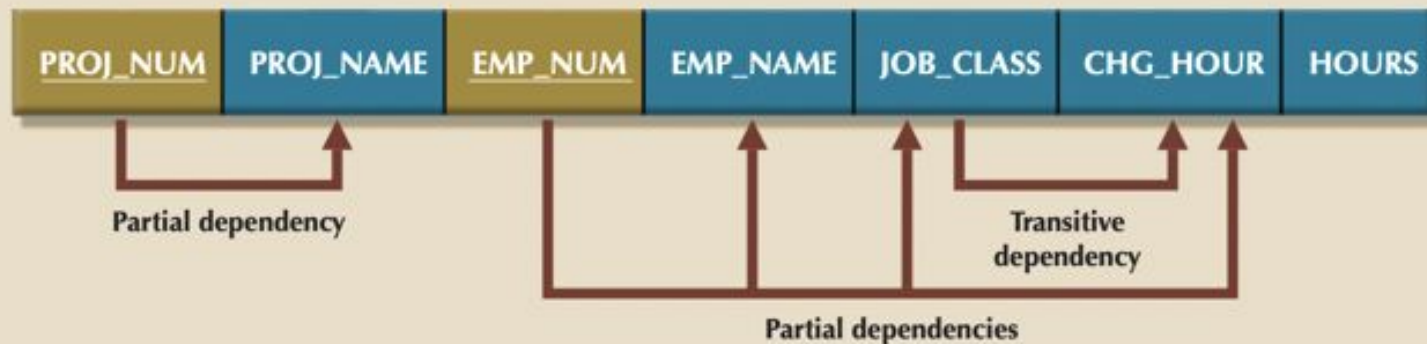 PROJ_NUM PROJ_NAME EMP_NUM EMP_NAME JOB_CLASS CHG_HOUR HOURS
Partial dependency
Transitive
dependency
Partial dependencies